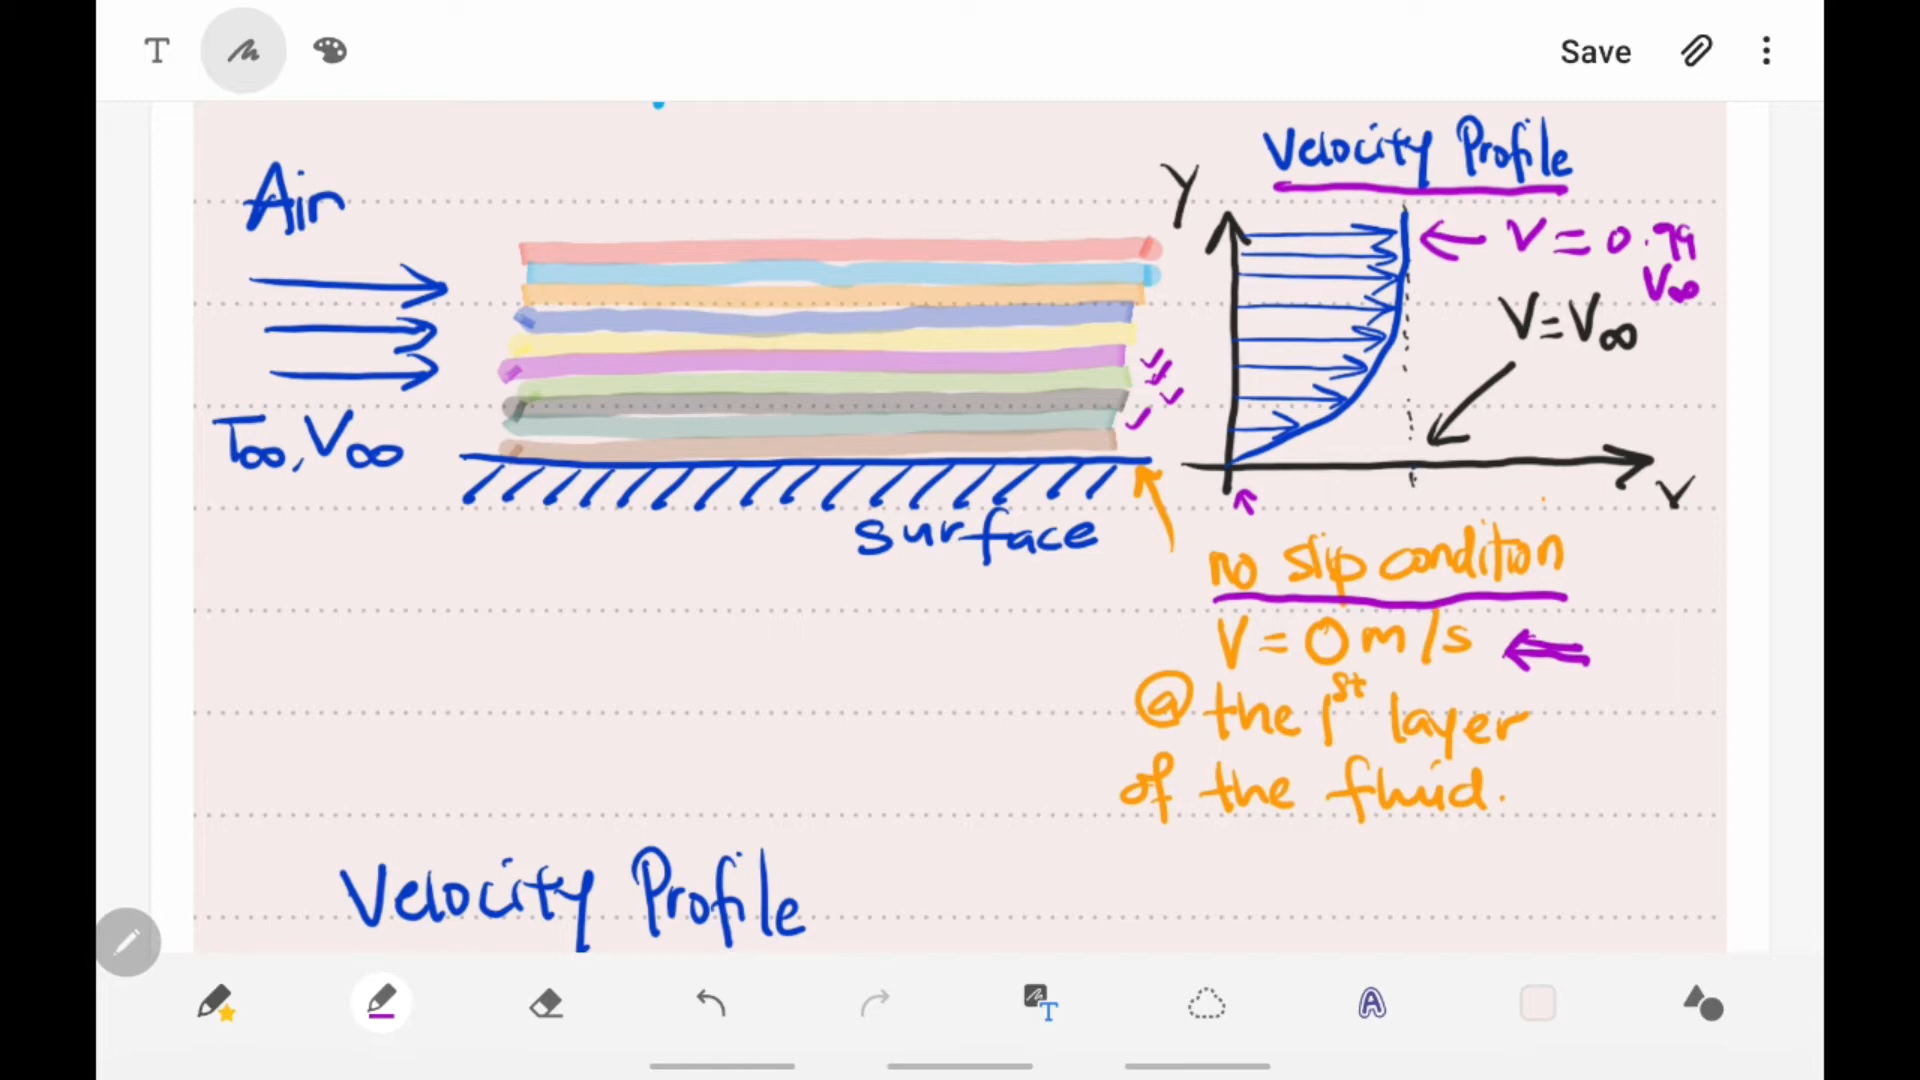 T
Save
Velocity Profile
Air
Y
V = 0.99
V∞
V = V∞
T∞, V∞
V
surface
no slip condition
V = 0 m/s
@ the 1st layer
of the fluid.
Velocity Profile